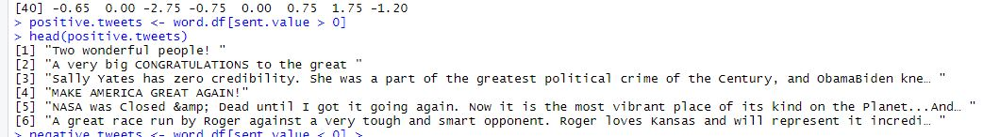 [40] -0.65 0.00 -2.75 -0.75 0.00 0.75 1.75 -1.20
> positive.tweets <- word.df[sent.value > 0]
> head(positive.tweets)
[1] "Two wonderful people! "
[2] "A very big CONGRATULATIONS to the great "
[3] "Sally Yates has zero credibility. She was a part of the greatest political crime of the Century, and ObamaBiden kne… "
[4] "MAKE AMERICA GREAT AGAIN!"
[5] "NASA was Closed &amp; Dead until I got it going again. Now it is the most vibrant place of its kind on the Planet...And… "
[6] "A great race run by Roger against a very tough and smart opponent. Roger loves Kansas and will represent it incredi… "
negative.tweets <- word.df[sent.value < 0] >